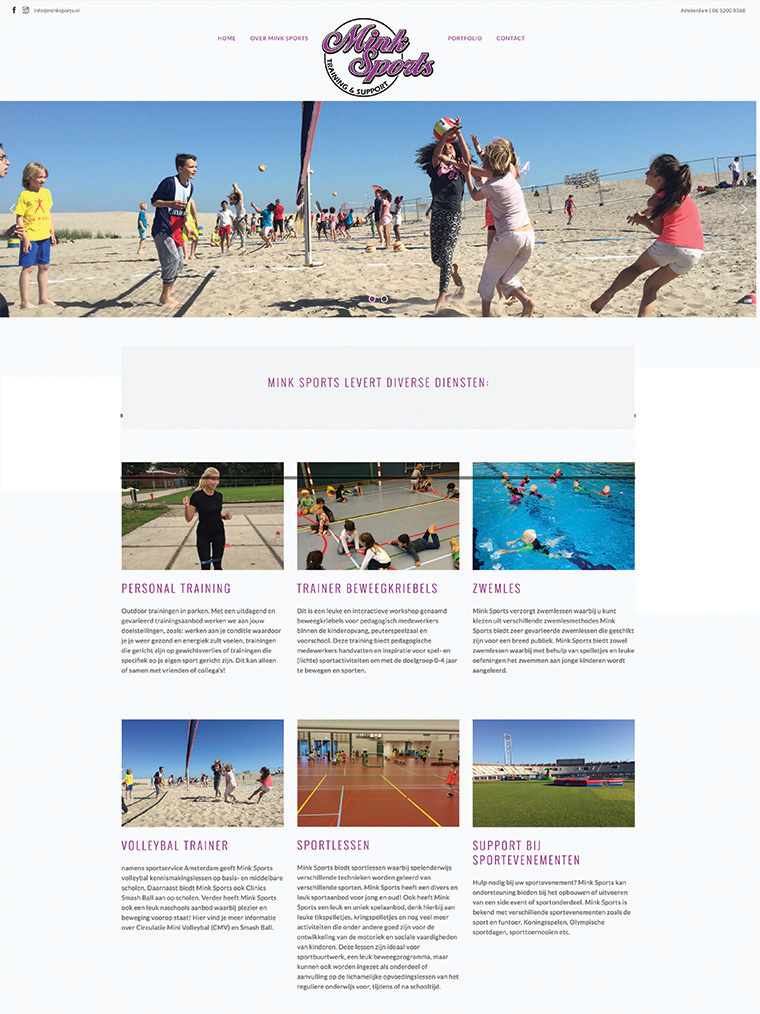 info@minksports.nl
Amsterdam | 06 5200 8368
HOME OVER MINK SPORTS PORTFOLIO CONTACT
Mink
Sports
TRAINING & SUPPORT
MINK SPORTS LEVERT DIVERSE DIENSTEN:
PERSONAL TRAINING
Outdoor trainingen in parken. Met een uitdagend en
gevarieerd trainingsaanbod werken we aan jouw
doelstellingen, zoals: werken aan je conditie waardoor
je je weer gezond en energiek zult voelen, trainingen
die gericht zijn op gewichtsverlies of trainingen die
specifiek op je eigen sport gericht zijn. Dit kan alleen
of samen met vrienden of collega's!
TRAINER BEWEEGKRIEBELS
Dit is een leuke en interactieve workshop genaamd
beweegkriebels voor pedagogisch medewerkers
binnen de kinderopvang, peuterspeelzaal en
voorschool. Deze training biedt pedagogische
medewerkers handvatten en inspiratie voor spel- en
(lichte) sportactiviteiten om met de doelgroep 0-4 jaar
te bewegen en sporten.
ZWEMLES
Mink Sports verzorgt zwemlessen waarbij u kunt
kiezen uit verschillende zwemlesmethodes Mink
Sports biedt zeer gevarieerde zwemlessen die geschikt
zijn voor een breed publiek. Mink Sports biedt zowel
zwemlessen waarbij met behulp van spelletjes en leuke
oefeningen het zwemmen aan jonge kinderen wordt
aangeleerd.
VOLLEYBAL TRAINER
namens sportservice Amsterdam geeft Mink Sports
volleybal kennismakingslessen op basis- en middelbare
scholen. Daarnaast biedt Mink Sports ook Clinics
Smash Ball aan op scholen. Verder heeft Mink Sports
ook een leuk naschools aanbod waarbij plezier en
beweging voorop staat! Hier vind je meer informatie
over Circulatie Mini Volleybal (CMV) en Smash Ball.
SPORTLESSEN
Mink Sports biedt sportlessen waarbij spelenderwijs
verschillende technieken worden geleerd van
verschillende sporten. Mink Sports heeft een divers en
leuk sportaanbod voor jong en oud! Ook heeft Mink
Sports een leuk en uniek spelaanbod, denk hierbij aan
leuke tikspelletjes, kringspelletjes en nog veel meer
activiteiten die onder andere goed zijn voor de
ontwikkeling van de motoriek en sociale vaardigheden
van kinderen. Deze lessen zijn ideaal voor
sportbuurtwerk, een leuk beweegprogramma, maar
kunnen ook worden ingezet als onderdeel of
aanvulling op de lichamelijke opvoedingslessen van het
reguliere onderwijs voor, tijdens of na schooltijd.
SUPPORT BIJ
SPORTEVENEMENTEN
Hulp nodig bij uw sportevenement? Mink Sports kan
ondersteuning bieden bij het opbouwen of uitvoeren
van een side event of sportonderdeel. Mink Sports is
bekend met verschillende sportevenementen zoals de
sport en funtoer, Koningsspelen, Olympische
sportdagen, sporttoernooien etc.